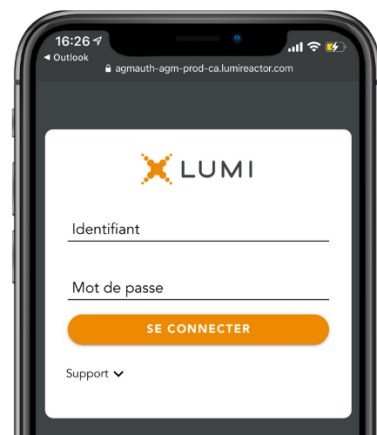 16:26
Outlook
agmauth-agm-prod-ca.lumireactor.com
LUMI
Identifiant
Mot de passe
SE CONNECTER
Support